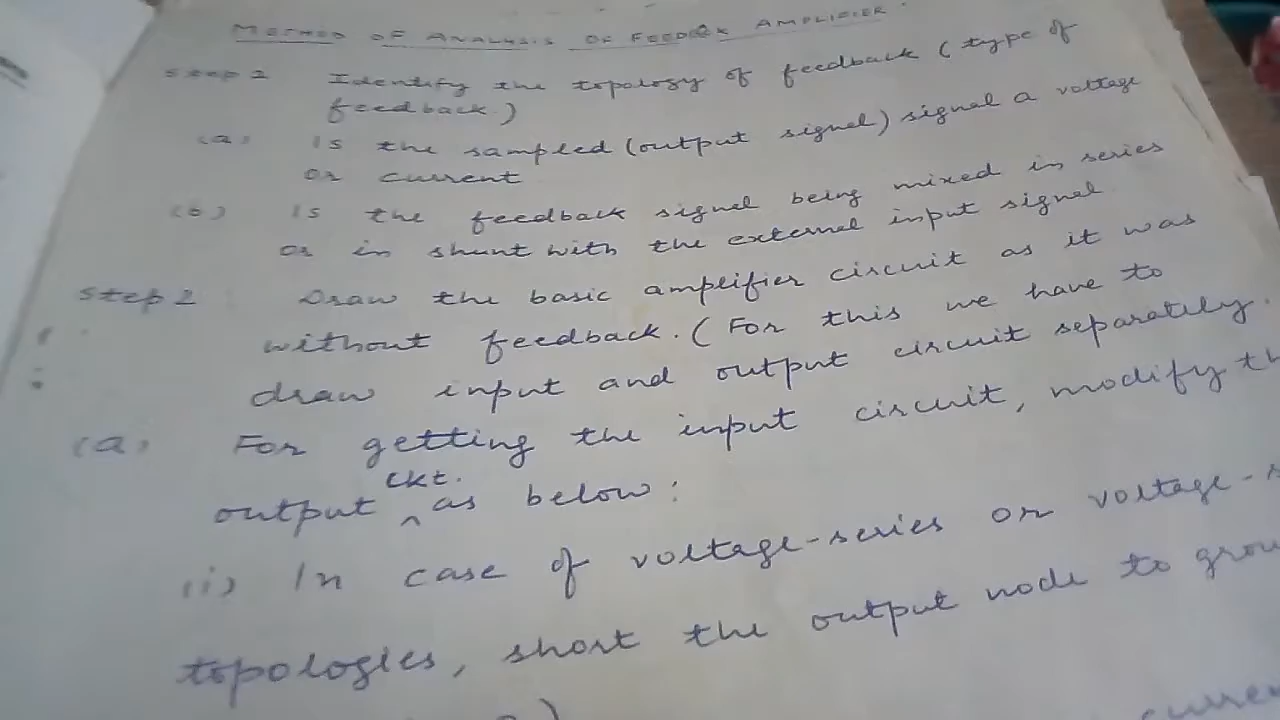 METHOD OF ANALYSIS OF FEEDBACK AMPLIFIER.
Step 1 Identify the topology of feedback (type of
feedback.)
(a) Is the sampled (output signal) signal a voltage
or current
(b) Is the feedback signal being mixed in series
or in shunt with the external input signal
Step 2 : Draw the basic amplifier circuit as it was
without feedback. (For this we have to
draw input and output circuit separately.
(a) For getting the input circuit, modify
ckt.
output ^ as below:
(i) In case of voltage-series or voltage-
topologies, short the output node to